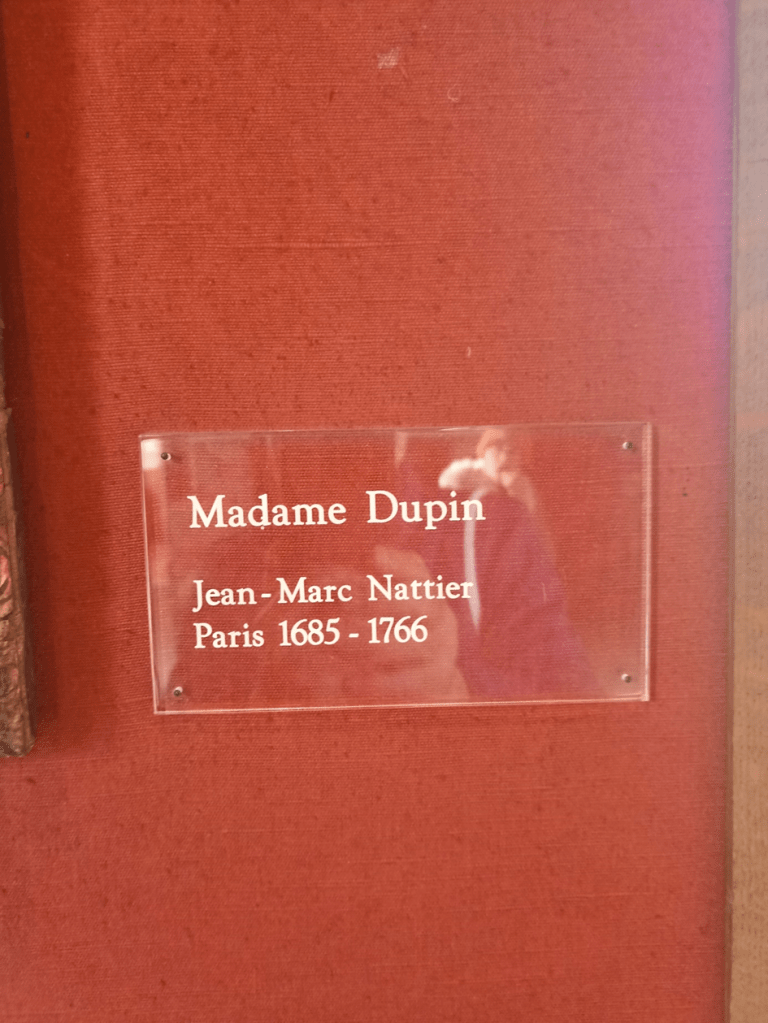 Madame Dupin
Jean-Marc Nattier
Paris 1685-1766